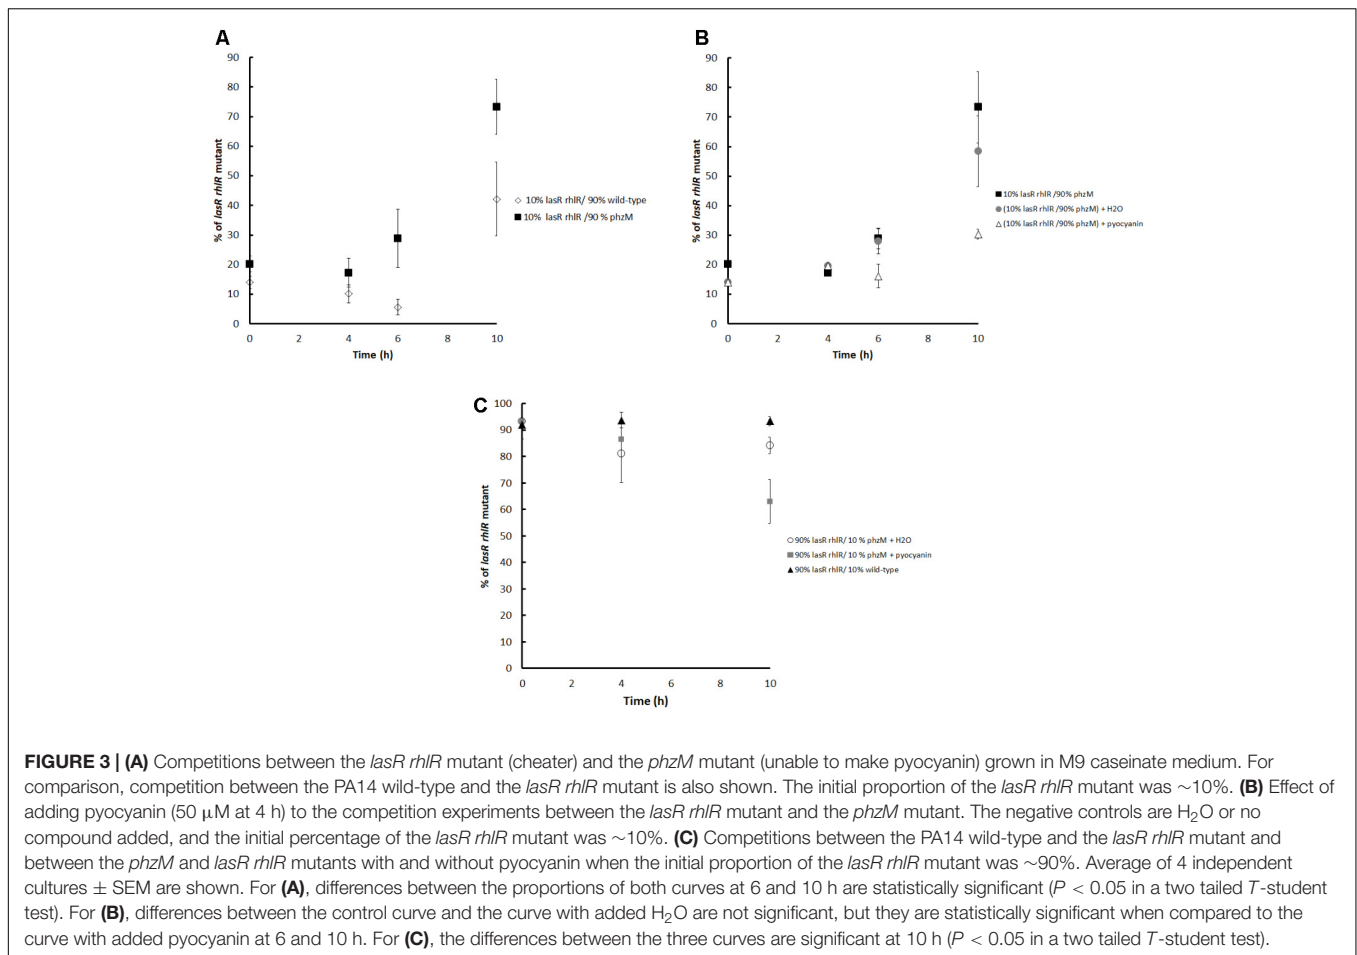 A
90
80
70
60
50
40
30
20
10
0
% of lasR rhlR mutant
0 2 4 6 8 10
Time (h)
10% lasR rhlR/ 90% wild-type
10% lasR rhlR /90 % phzM
B
90
80
70
60
50
40
30
20
10
0
% of lasR rhlR mutant
0 2 4 6 8 10
Time (h)
10% lasR rhlR /90% phzM
(10% lasR rhlR /90% phzM) + H2O
(10% lasR rhlR /90% phzM) + pyocyanin
C
100
90
80
70
60
50
40
30
20
10
0
% of lasR rhlR mutant
0 2 4 6 8 10
Time (h)
90% lasR rhlR/ 10 % phzM + H2O
90% lasR rhlR/ 10 % phzM + pyocyanin
90% lasR rhlR/ 10% wild-type
FIGURE 3 | (A) Competitions between the lasR rhlR mutant (cheater) and the phzM mutant (unable to make pyocyanin) grown in M9 caseinate medium. For
comparison, competition between the PA14 wild-type and the lasR rhlR mutant is also shown. The initial proportion of the lasR rhlR mutant was ∼10%. (B) Effect of
adding pyocyanin (50 μM at 4 h) to the competition experiments between the lasR rhlR mutant and the phzM mutant. The negative controls are H₂O or no
compound added, and the initial percentage of the lasR rhlR mutant was ∼10%. (C) Competitions between the PA14 wild-type and the lasR rhlR mutant and
between the phzM and lasR rhlR mutants with and without pyocyanin when the initial proportion of the lasR rhlR mutant was ∼90%. Average of 4 independent
cultures ± SEM are shown. For (A), differences between the proportions of both curves at 6 and 10 h are statistically significant (P < 0.05 in a two tailed T-student
test). For (B), differences between the control curve and the curve with added H₂O are not significant, but they are statistically significant when compared to the
curve with added pyocyanin at 6 and 10 h. For (C), the differences between the three curves are significant at 10 h (P < 0.05 in a two tailed T-student test).